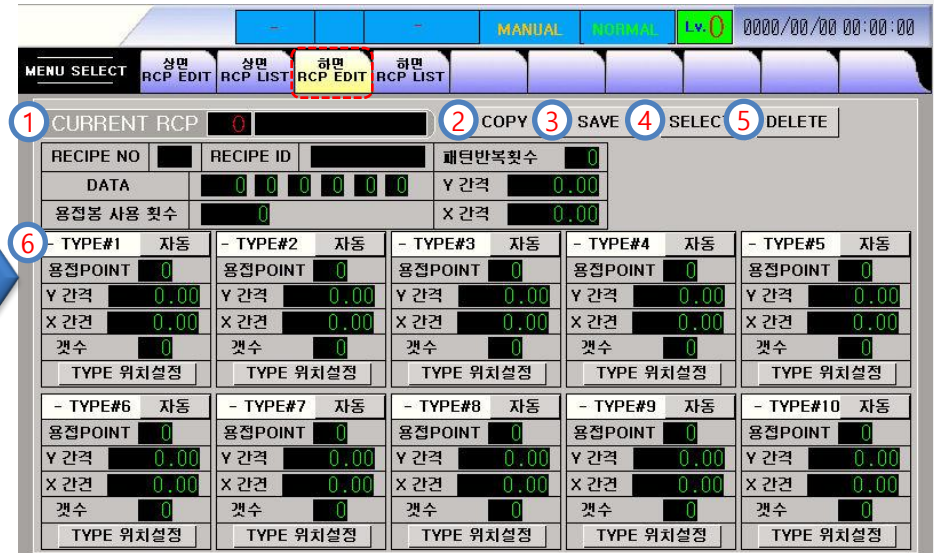 - - MANUAL NORMAL Lv.0 0000/00/00 00:00:00
MENU SELECT 상면 RCP EDIT 상면 RCP LIST 하면 RCP EDIT 하면 RCP LIST
1 CURRENT RCP 0 2 COPY 3 SAVE 4 SELECT 5 DELETE
RECIPE NO RECIPE ID 패턴반복횟수 0
DATA 0 0 0 0 0 0 Y 간격 0.00
용접봉 사용 횟수 0 X 간격 0.00
6 - TYPE#1 자동 - TYPE#2 자동 - TYPE#3 자동 - TYPE#4 자동 - TYPE#5 자동
용접POINT 0 용접POINT 0 용접POINT 0 용접POINT 0 용접POINT 0
Y 간격 0.00 Y 간격 0.00 Y 간격 0.00 Y 간격 0.00 Y 간격 0.00
X 간견 0.00 X 간견 0.00 X 간견 0.00 X 간견 0.00 X 간견 0.00
갯수 0 갯수 0 갯수 0 갯수 0 갯수 0
TYPE 위치설정 TYPE 위치설정 TYPE 위치설정 TYPE 위치설정 TYPE 위치설정
- TYPE#6 자동 - TYPE#7 자동 - TYPE#8 자동 - TYPE#9 자동 - TYPE#10 자동
용접POINT 0 용접POINT 0 용접POINT 0 용접POINT 0 용접POINT 0
Y 간격 0.00 Y 간격 0.00 Y 간격 0.00 Y 간격 0.00 Y 간격 0.00
X 간견 0.00 X 간견 0.00 X 간견 0.00 X 간견 0.00 X 간견 0.00
갯수 0 갯수 0 갯수 0 갯수 0 갯수 0
TYPE 위치설정 TYPE 위치설정 TYPE 위치설정 TYPE 위치설정 TYPE 위치설정